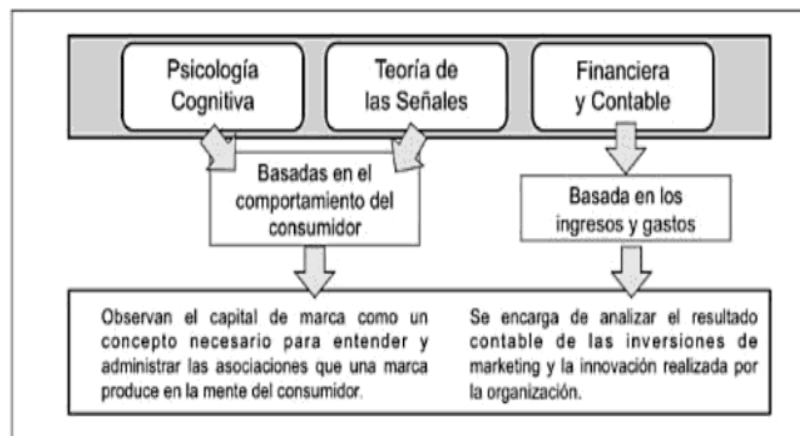 Psicología
Cognitiva
Teoría de
las Señales
Financiera
y Contable
Basadas en el
comportamiento del
consumidor
Basada en los
ingresos y gastos
Observan el capital de marca como un
concepto necesario para entender y
administrar las asociaciones que una marca
produce en la mente del consumidor.
Se encarga de analizar el resultado
contable de las inversiones de
marketing y la innovación realizada por
la organización.